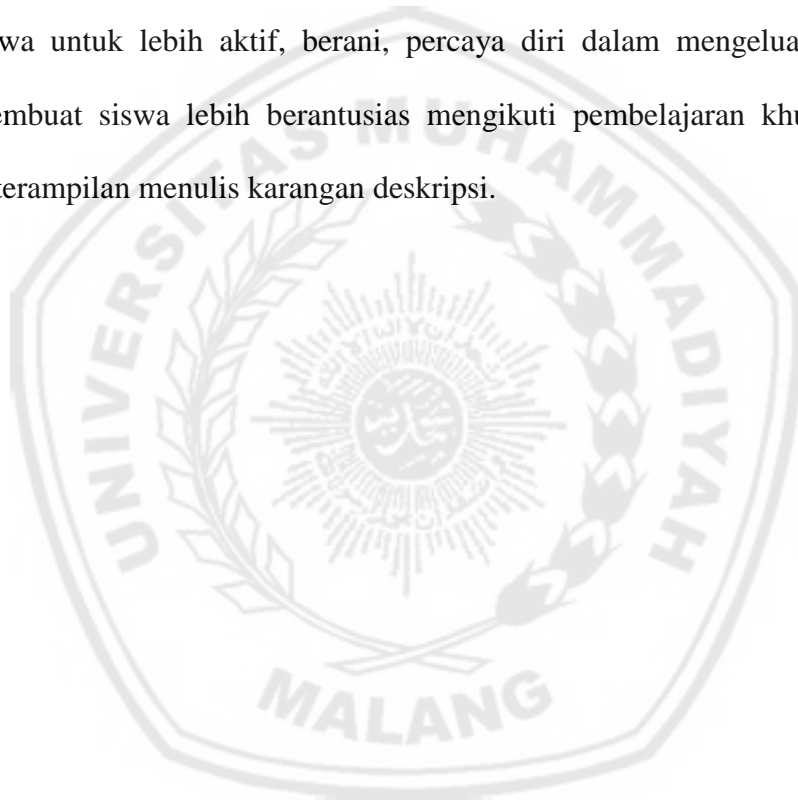 wa untuk lebih aktif, berani, percaya diri dalam mengelua
embuat siswa lebih berantusias mengikuti pembelajaran khu
terampilan menulis karangan deskripsi.
UNIVERSITAS MUHAMMADIYAH
MALANG